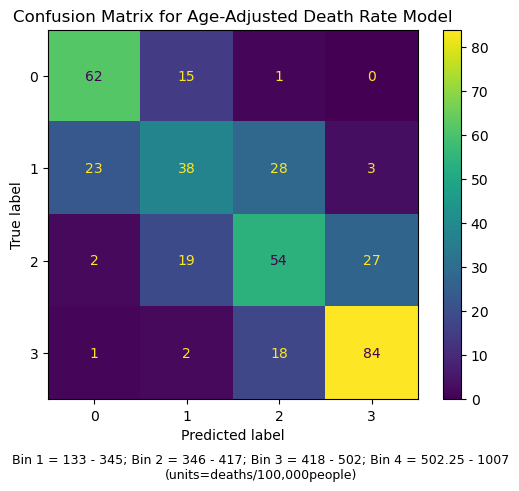 Confusion Matrix for Age-Adjusted Death Rate Model
0 62 15 1 0
1 23 38 28 3
2 2 19 54 27
3 1 2 18 84
True label
0 1 2 3
Predicted label
80
70
60
50
40
30
20
10
0
Bin 1 = 133 - 345; Bin 2 = 346 - 417; Bin 3 = 418 - 502; Bin 4 = 502.25 - 1007
(units=deaths/100,000people)